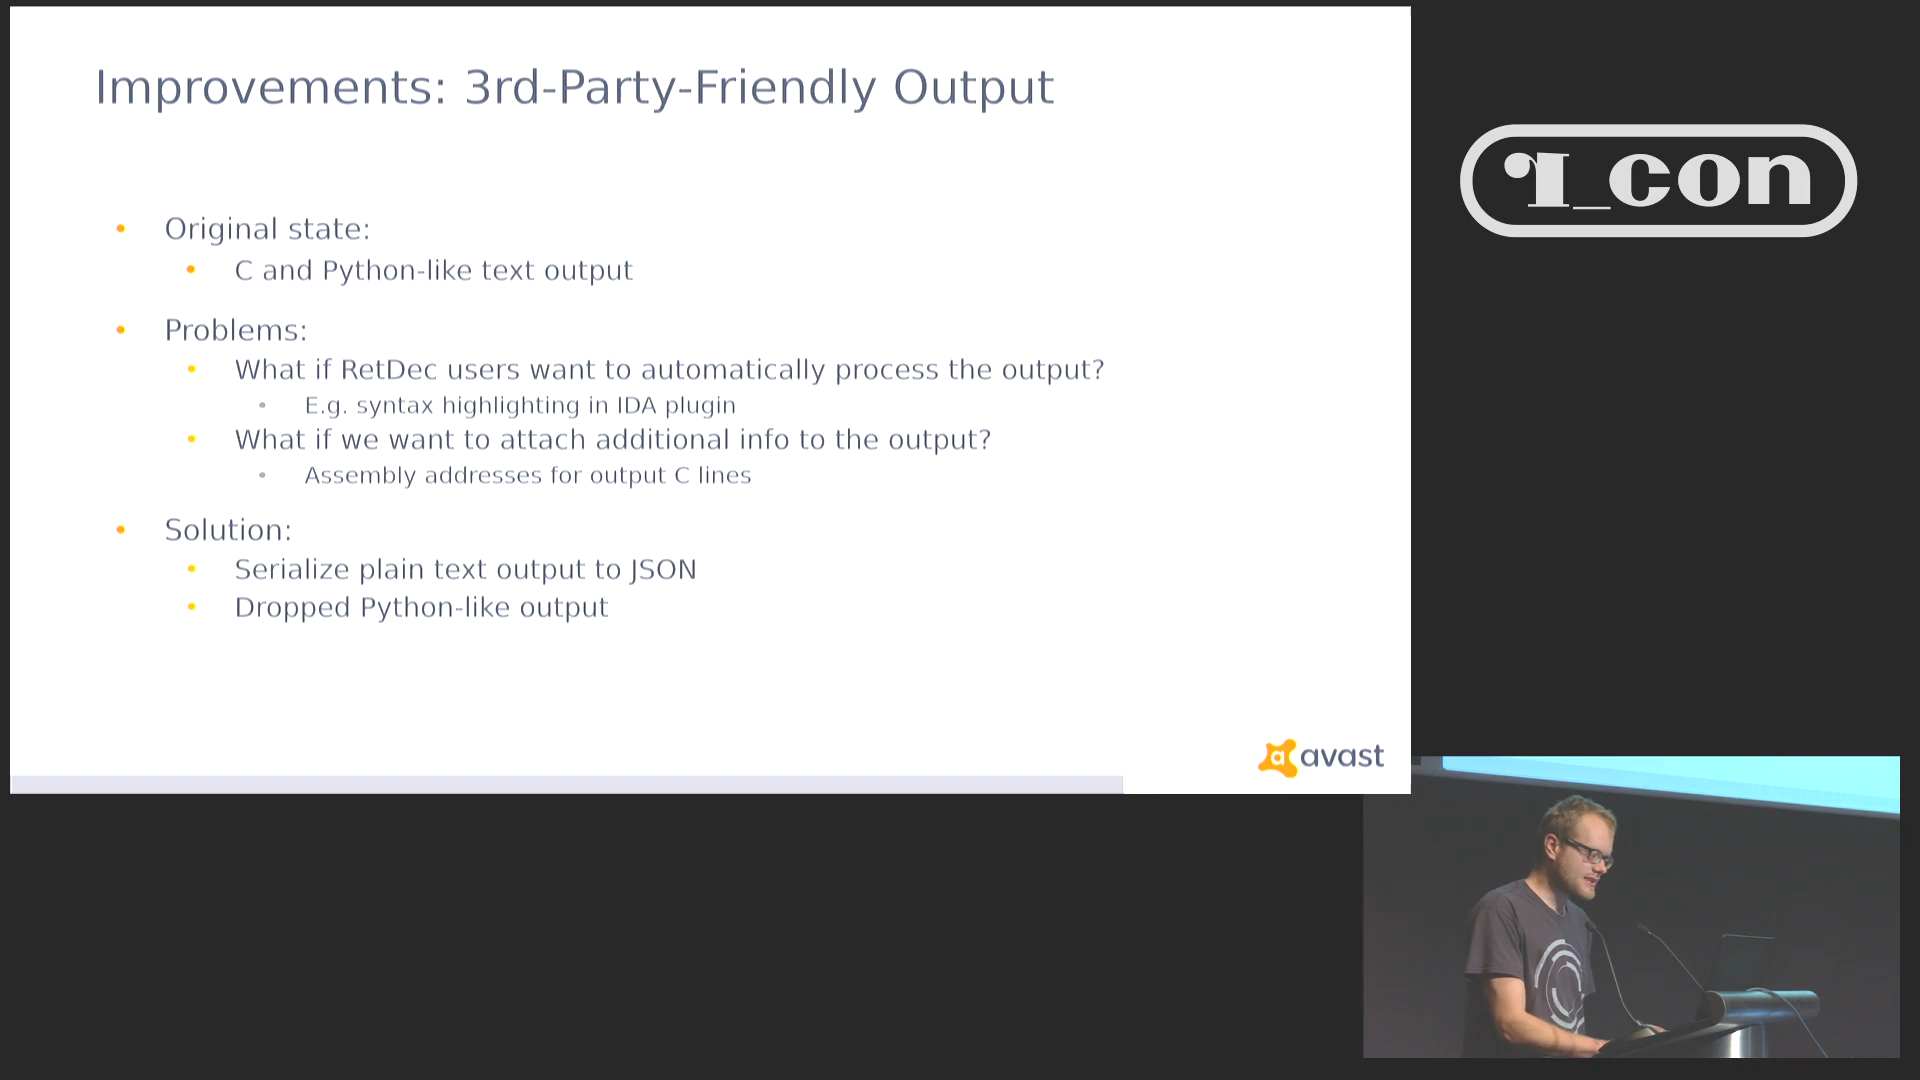 Improvements: 3rd-Party-Friendly Output
Original state:
C and Python-like text output
Problems:
What if RetDec users want to automatically process the output?
E.g. syntax highlighting in IDA plugin
What if we want to attach additional info to the output?
Assembly addresses for output C lines
Solution:
Serialize plain text output to JSON
Dropped Python-like output
a avast
r_con